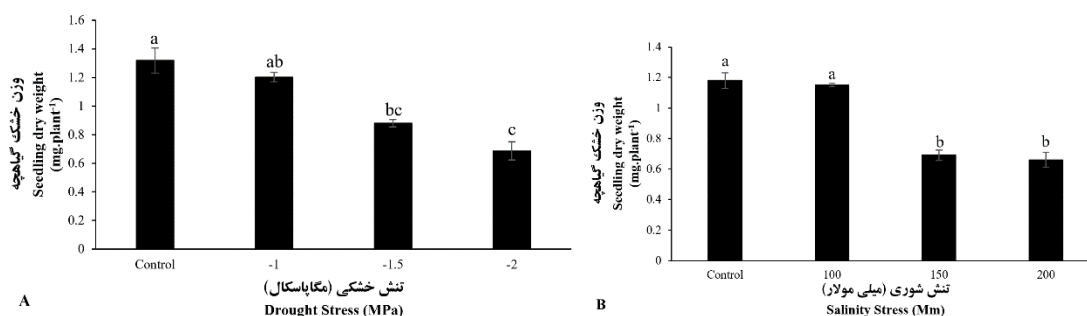 وزن خشک گیاهچه
Seedling dry weight
(mg.plant⁻¹)
1.6
1.4
1.2
1
0.8
0.6
0.4
0.2
0
a
ab
bc
c
Control
-1
-1.5
-2
تنش خشکی (مگاپاسکال)
A
Drought Stress (MPa)
وزن خشک گیاهچه
Seedling dry weight
(mg.plant⁻¹)
1.4
1.2
1
0.8
0.6
0.4
0.2
0
a
a
b
b
Control
100
150
200
تنش شوری (میلی مولار)
B
Salinity Stress (Mm)